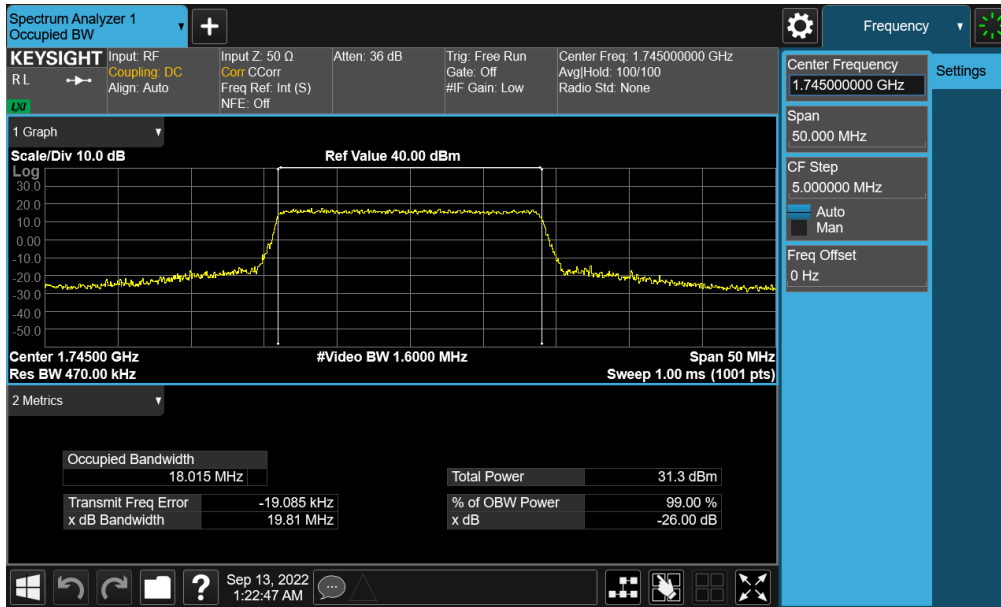 Spectrum Analyzer 1
Occupied BW
+
Frequency
KEYSIGHT
R L
LXI
Input: RF
Coupling: DC
Align: Auto
Input Z: 50 Ω
Corr CCorr
Freq Ref: Int (S)
NFE: Off
Atten: 36 dB
Trig: Free Run
Gate: Off
#IF Gain: Low
Center Freq: 1.745000000 GHz
Avg|Hold: 100/100
Radio Std: None
Center Frequency
1.745000000 GHz
Settings
Span
50.000 MHz
CF Step
5.000000 MHz
Auto
Man
Freq Offset
0 Hz
1 Graph
Scale/Div 10.0 dB
Ref Value 40.00 dBm
Log
30.0
20.0
10.0
0.00
-10.0
-20.0
-30.0
-40.0
-50.0
Center 1.74500 GHz
#Video BW 1.6000 MHz
Span 50 MHz
Res BW 470.00 kHz
Sweep 1.00 ms (1001 pts)
2 Metrics
Occupied Bandwidth
18.015 MHz
Total Power 31.3 dBm
Transmit Freq Error -19.085 kHz
% of OBW Power 99.00 %
x dB Bandwidth 19.81 MHz
x dB -26.00 dB
?
Sep 13, 2022
1:22:47 AM